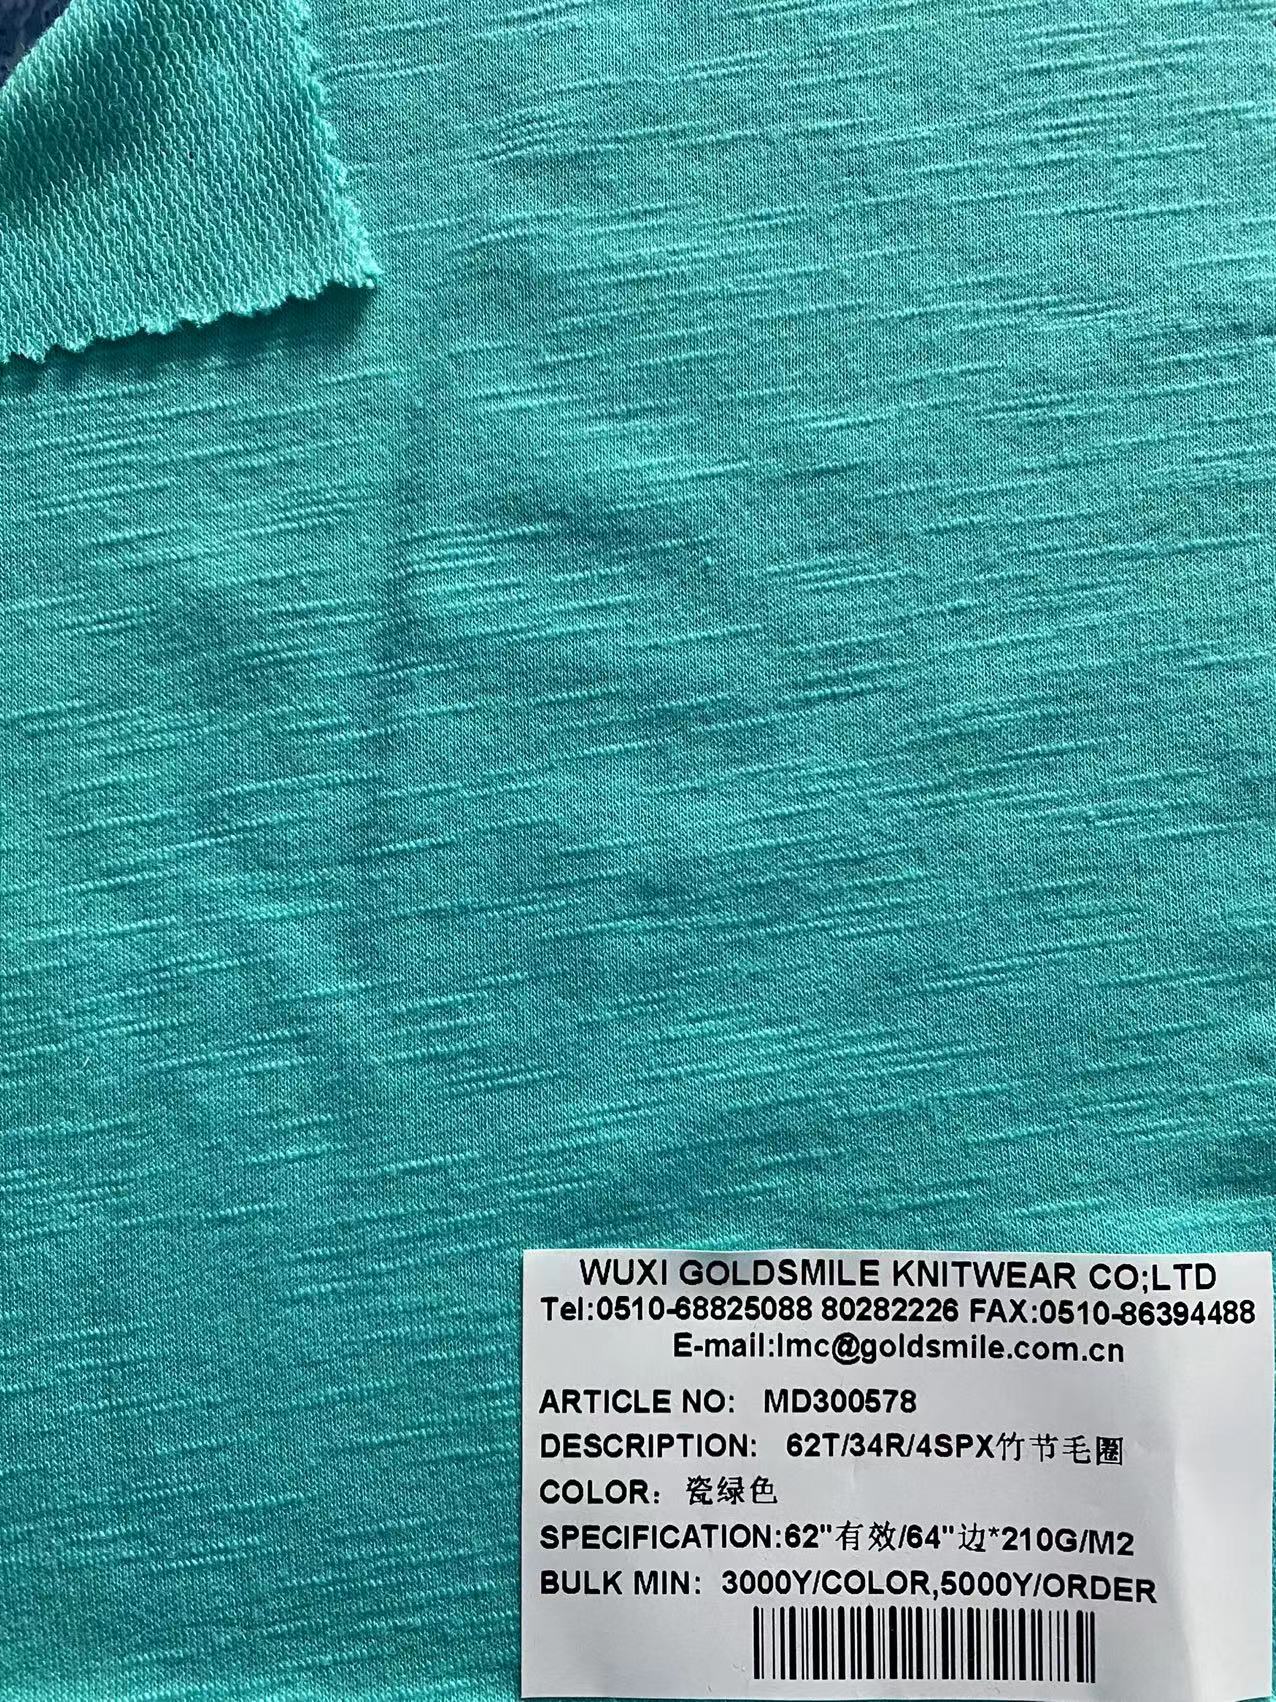 WUXI GOLDSMILE KNITWEAR CO;LTD
Tel:0510-68825088 80282226 FAX:0510-86394488
E-mail:lmc@goldsmile.com.cn
ARTICLE NO: MD300578
DESCRIPTION: 62T/34R/4SPX竹节毛圈
COLOR: 瓷绿色
SPECIFICATION:62"有效/64"边*210G/M2
BULK MIN: 3000Y/COLOR,5000Y/ORDER